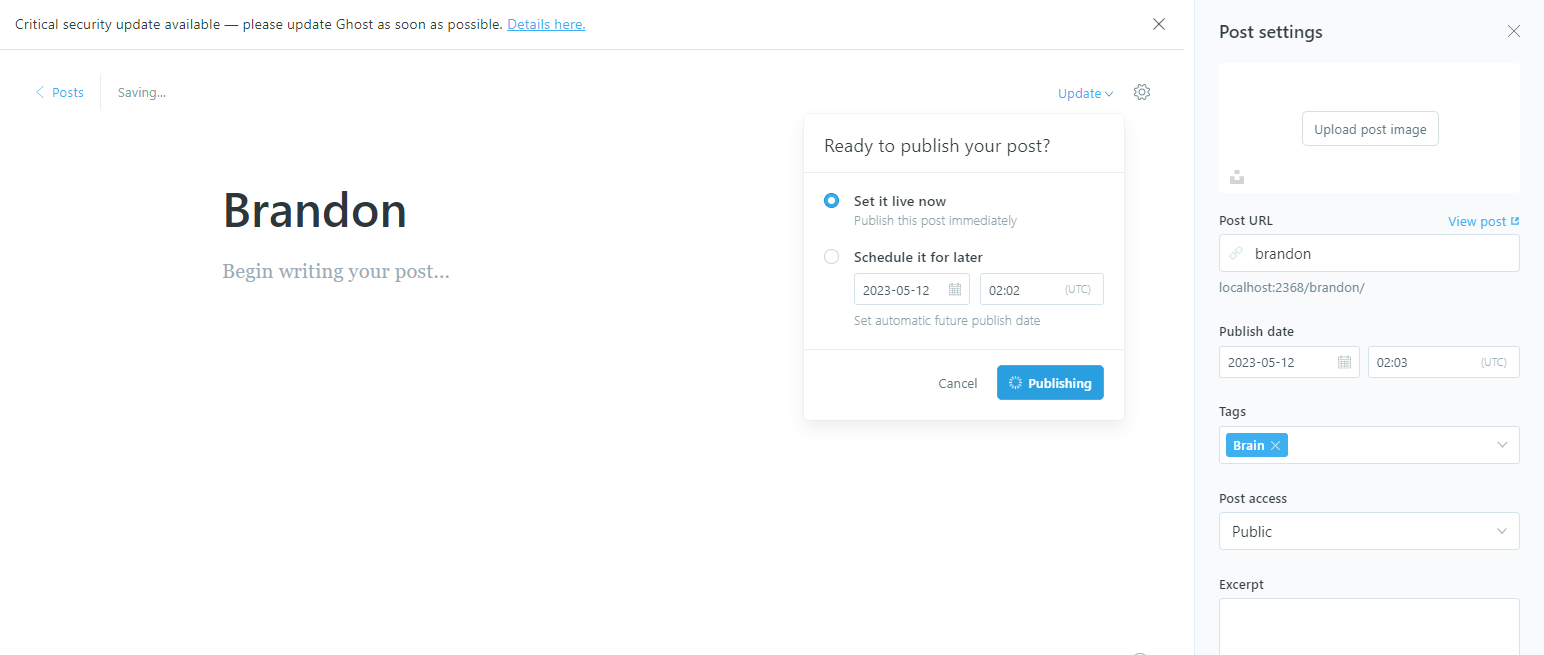 Critical security update available — please update Ghost as soon as possible. Details here.
Posts
Saving...
Update
Brandon
Begin writing your post...
Ready to publish your post?
Set it live now
Publish this post immediately
Schedule it for later
2023-05-12
02:02 (UTC)
Set automatic future publish date
Cancel
Publishing
Post settings
Upload post image
Post URL
View post
brandon
localhost:2368/brandon/
Publish date
2023-05-12
02:03 (UTC)
Tags
Brain
Post access
Public
Excerpt